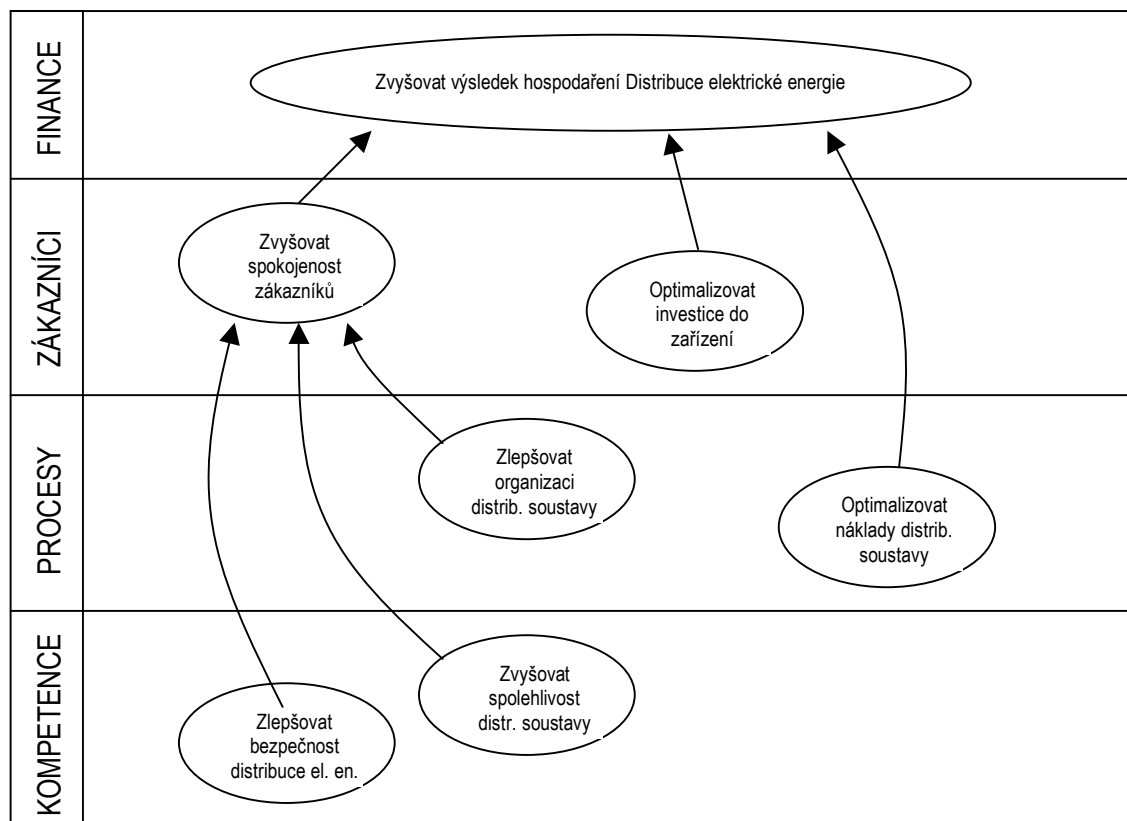 FINANCE
Zvyšovat výsledek hospodaření Distribuce elektrické energie
ZÁKAZNÍCI
Zvyšovat
spokojenost
zákazníků
Optimalizovat
investice do
zařízení
PROCESY
Zlepšovat
organizaci
distrib. soustavy
Optimalizovat
náklady distrib.
soustavy
KOMPETENCE
Zlepšovat
bezpečnost
distribuce el. en.
Zvyšovat
spolehlivost
distr. soustavy